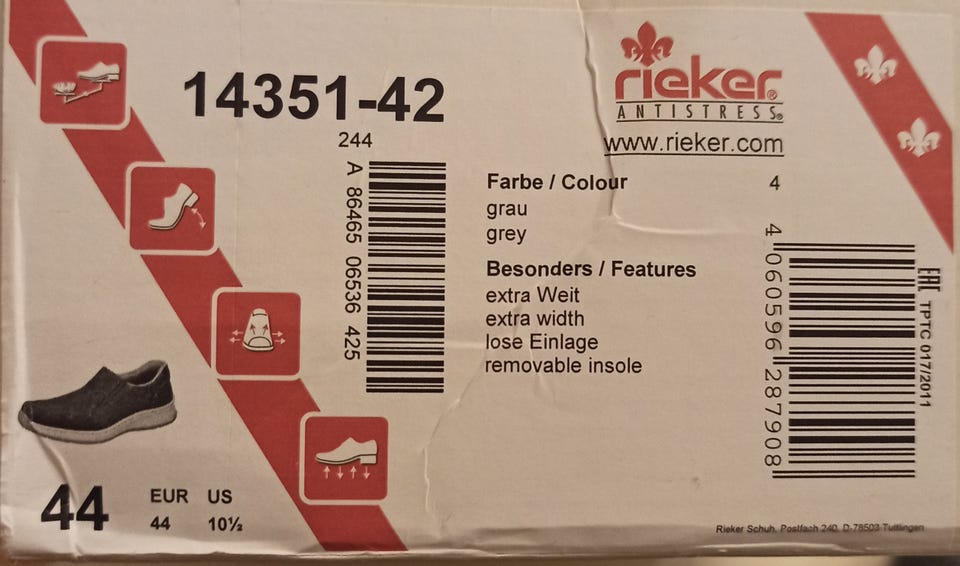 14351-42
244
A 86465 06536 425
rieker®
ANTISTRESS®
www.rieker.com
Farbe / Colour
grau
grey
4
Besonders / Features
extra Weit
extra width
lose Einlage
removable insole
4 060596 287908
EAC TPTC 017/2011
44
EUR US
44 10½
Rieker Schuh, Postfach 240, D-78503 Tuttlingen